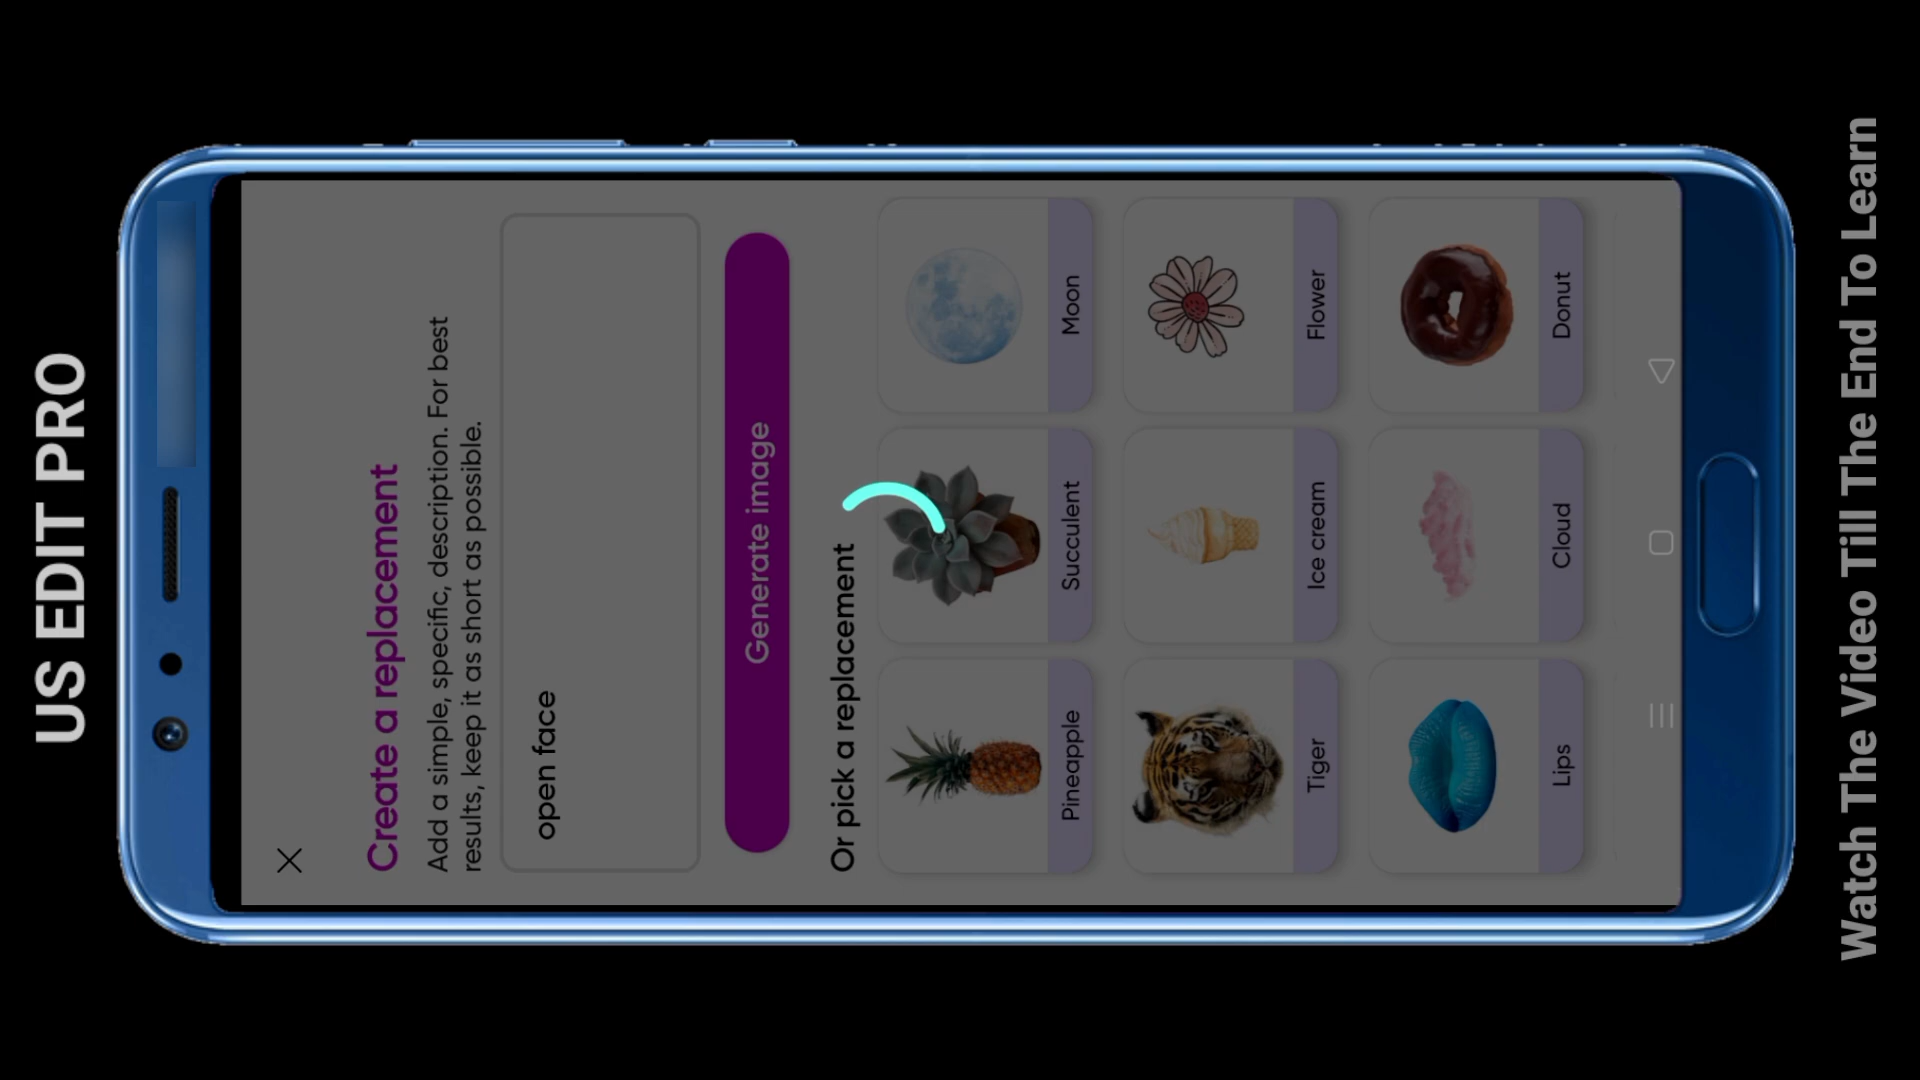 US EDIT PRO
Create a replacement
Add a simple, specific, description. For best
results, keep it as short as possible.
open face
Generate image
Or pick a replacement
Pineapple
Succulent
Moon
Tiger
Ice cream
Flower
Lips
Cloud
Donut
Watch The Video Till The End To Learn